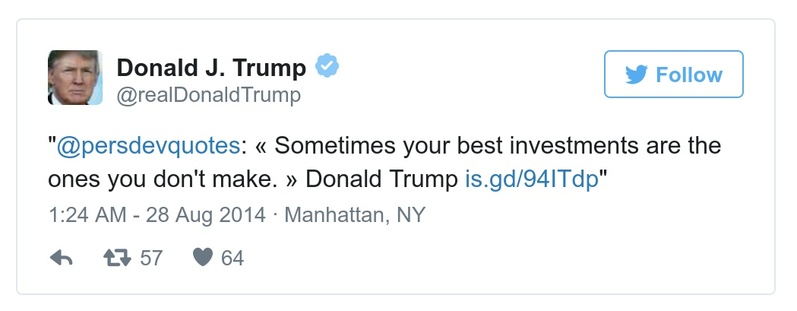 Donald J. Trump
Follow
@realDonaldTrump
"@persdevquotes: « Sometimes your best investments are the
ones you don't make. » Donald Trump is.gd/94ITdp"
1:24 AM - 28 Aug 2014 · Manhattan, NY
57 64